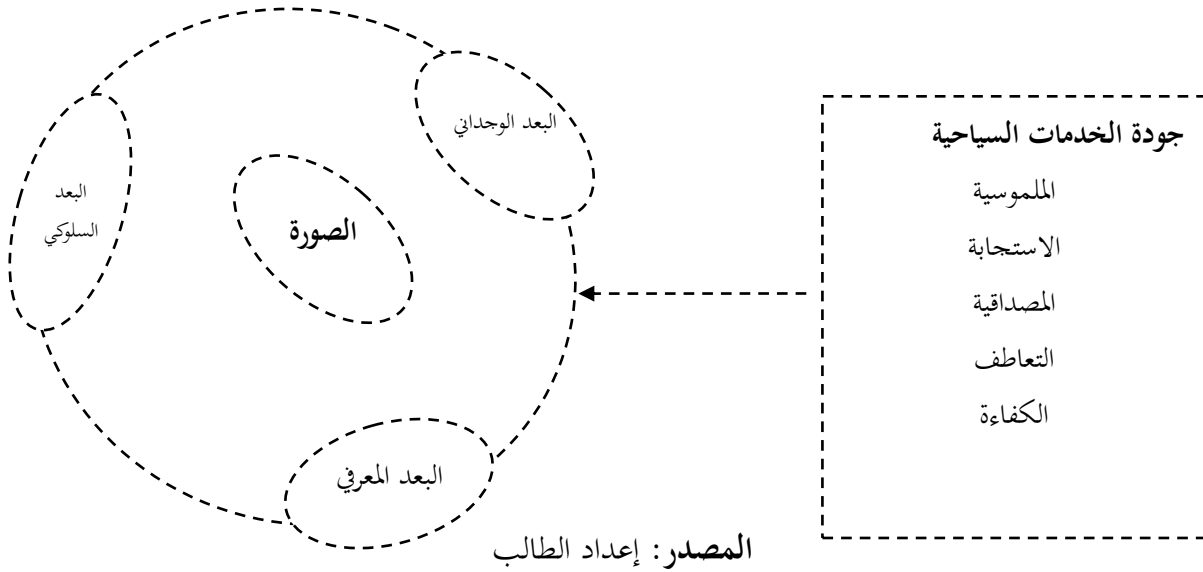 جودة الخدمات السياحية
الملموسية
الاستجابة
المصداقية
التعاطف
الكفاءة
البعد الوجداني
الصورة
البعد
السلوكي
البعد المعرفي
المصدر: إعداد الطالب